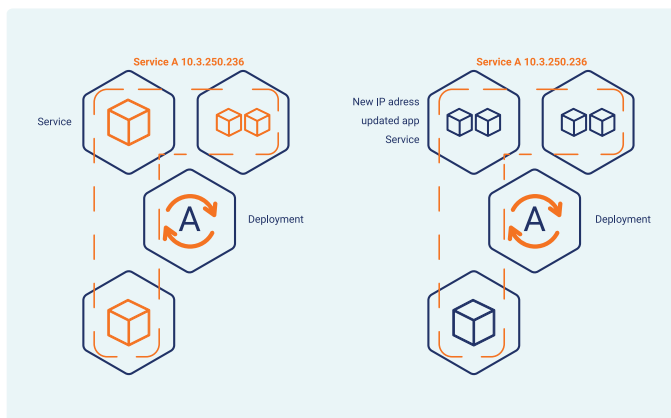 Service A 10.3.250.236
Service
A
Deployment
Service A 10.3.250.236
New IP adress
updated app
Service
A
Deployment